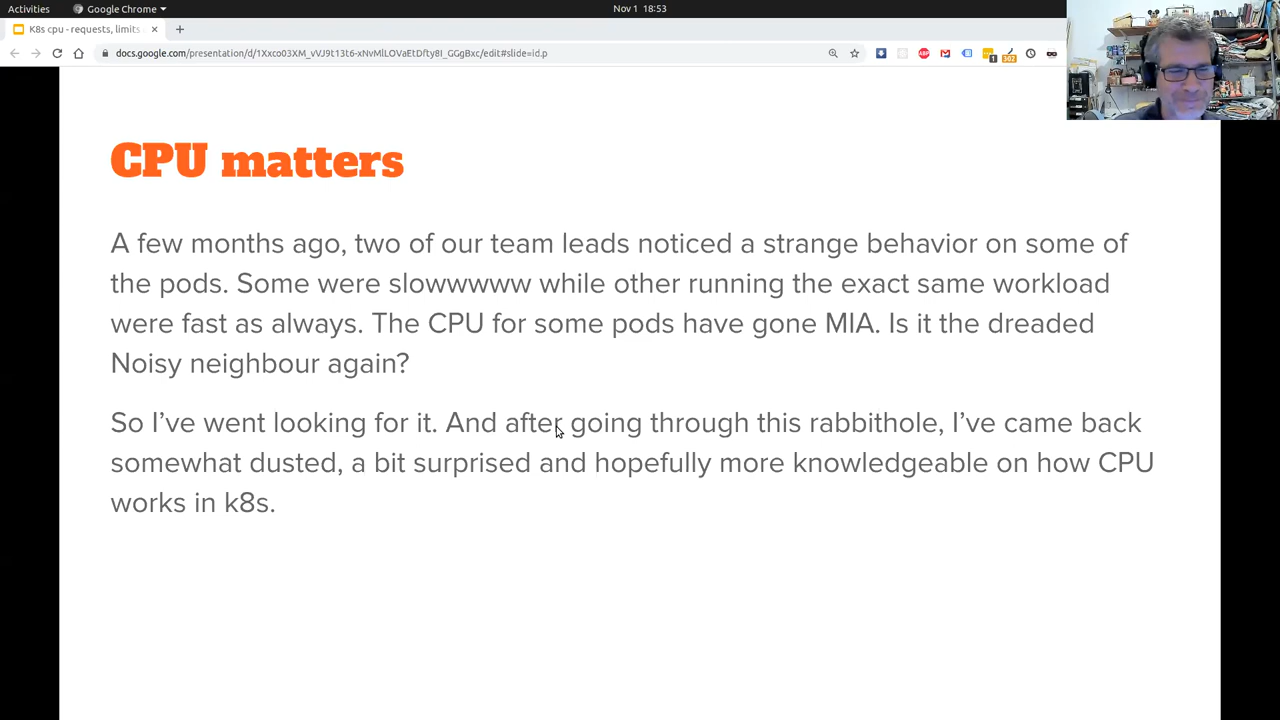 Activities
Google Chrome
Nov 1 18:53
K8s cpu - requests, limits
docs.google.com/presentation/d/1Xxco03XM_vVJ9t13t6-xNvMlLOVaEtDfty8I_GGgBxc/edit#slide=id.p
ABP
1
302
CPU matters
A few months ago, two of our team leads noticed a strange behavior on some of
the pods. Some were slowwwww while other running the exact same workload
were fast as always. The CPU for some pods have gone MIA. Is it the dreaded
Noisy neighbour again?
So I’ve went looking for it. And after going through this rabbithole, I’ve came back
somewhat dusted, a bit surprised and hopefully more knowledgeable on how CPU
works in k8s.